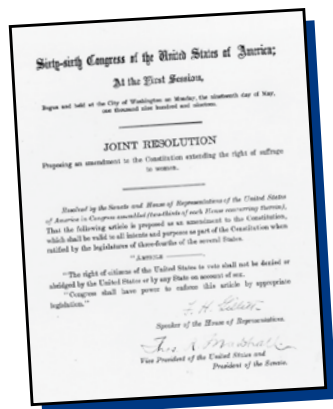 Sixty-sixth Congress of the United States of America;
At the First Session,
Begun and held at the City of Washington on Monday, the nineteenth day of May,
one thousand nine hundred and nineteen.
JOINT RESOLUTION
Proposing an amendment to the Constitution extending the right of suffrage
to women.
Resolved by the Senate and House of Representatives of the United States
of America in Congress assembled (two-thirds of each House concurring therein),
That the following article is proposed as an amendment to the Constitution,
which shall be valid to all intents and purposes as part of the Constitution when
ratified by the legislatures of three-fourths of the several States.
"ARTICLE ———.
"The right of citizens of the United States to vote shall not be denied or
abridged by the United States or by any State on account of sex.
"Congress shall have power to enforce this article by appropriate
legislation."
F. H. Gillett
Speaker of the House of Representatives.
Thos. R. Marshall
Vice President of the United States and
President of the Senate.